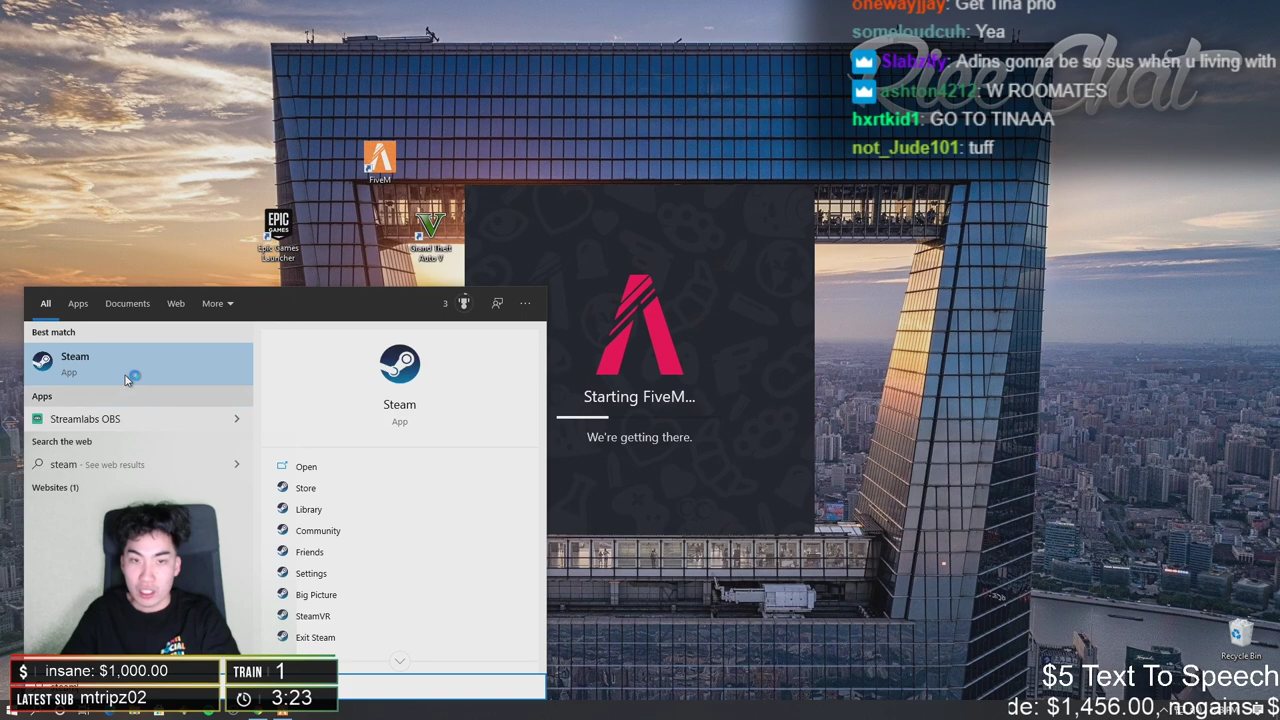 onewayjjay: Get Tina prio
someloudcuh: Yea
Adins gonna be so sus when u living with
ashton4212: W ROOMATES
hxrtkid1: GO TO TINAAA
not_Jude101: tuff
Rice Chat
FiveM
EPIC GAMES
Epic Games Launcher
Grand Theft Auto V
Starting FiveM...
We're getting there.
All Apps Documents Web More
3
Best match
Steam
App
Apps
Streamlabs OBS
Search the web
steam - See web results
Websites (1)
Steam
App
Open
Store
Library
Community
Friends
Settings
Big Picture
SteamVR
Exit Steam
Recycle Bin
$ insane: $1,000.00
TRAIN 1
LATEST SUB mtripz02
3:23
$5 Text To Speech
de: $1,456.00, nogains: $